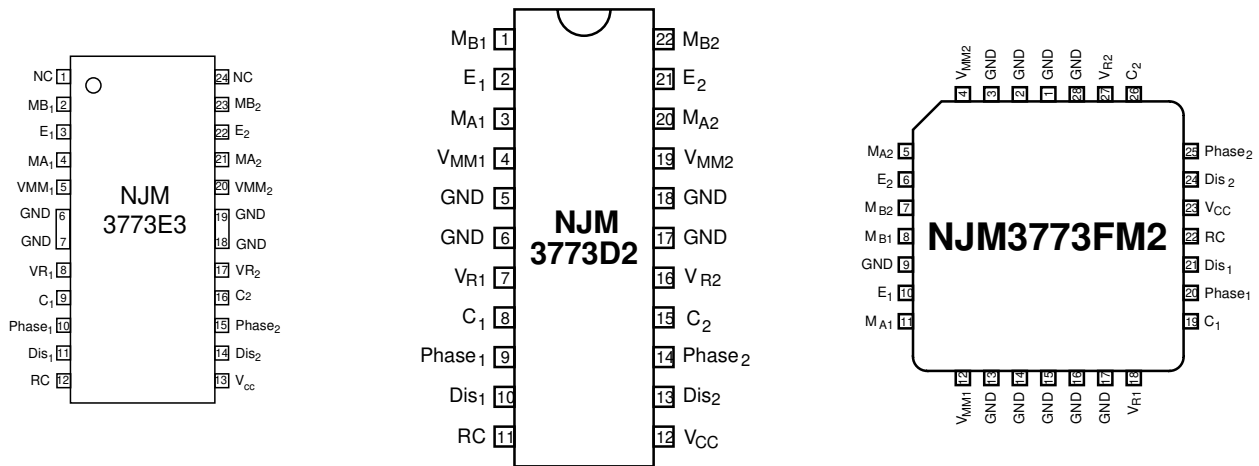 NC 1
MB1 2
E1 3
MA1 4
VMM1 5
GND 6
GND 7
VR1 8
C1 9
Phase1 10
Dis1 11
RC 12
NJM
3773E3
24 NC
23 MB2
22 E2
21 MA2
20 VMM2
19 GND
18 GND
17 VR2
16 C2
15 Phase2
14 Dis2
13 Vcc
MB1 1
E1 2
MA1 3
VMM1 4
GND 5
GND 6
VR1 7
C1 8
Phase1 9
Dis1 10
RC 11
NJM
3773D2
22 MB2
21 E2
20 MA2
19 VMM2
18 GND
17 GND
16 VR2
15 C2
14 Phase2
13 Dis2
12 VCC
VMM2 4
GND 3
GND 2
GND 1
GND 28
VR2 27
C2 26
MA2 5
E2 6
MB2 7
MB1 8
GND 9
E1 10
MA1 11
NJM3773FM2
25 Phase2
24 Dis2
23 VCC
22 RC
21 Dis1
20 Phase1
19 C1
VMM1 12
GND 13
GND 14
GND 15
GND 16
GND 17
VR1 18